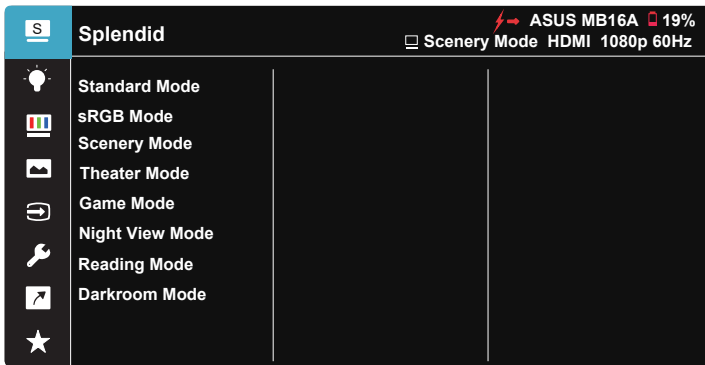 S
Splendid
ASUS MB16A 19%
Scenery Mode HDMI 1080p 60Hz
Standard Mode
sRGB Mode
Scenery Mode
Theater Mode
Game Mode
Night View Mode
Reading Mode
Darkroom Mode